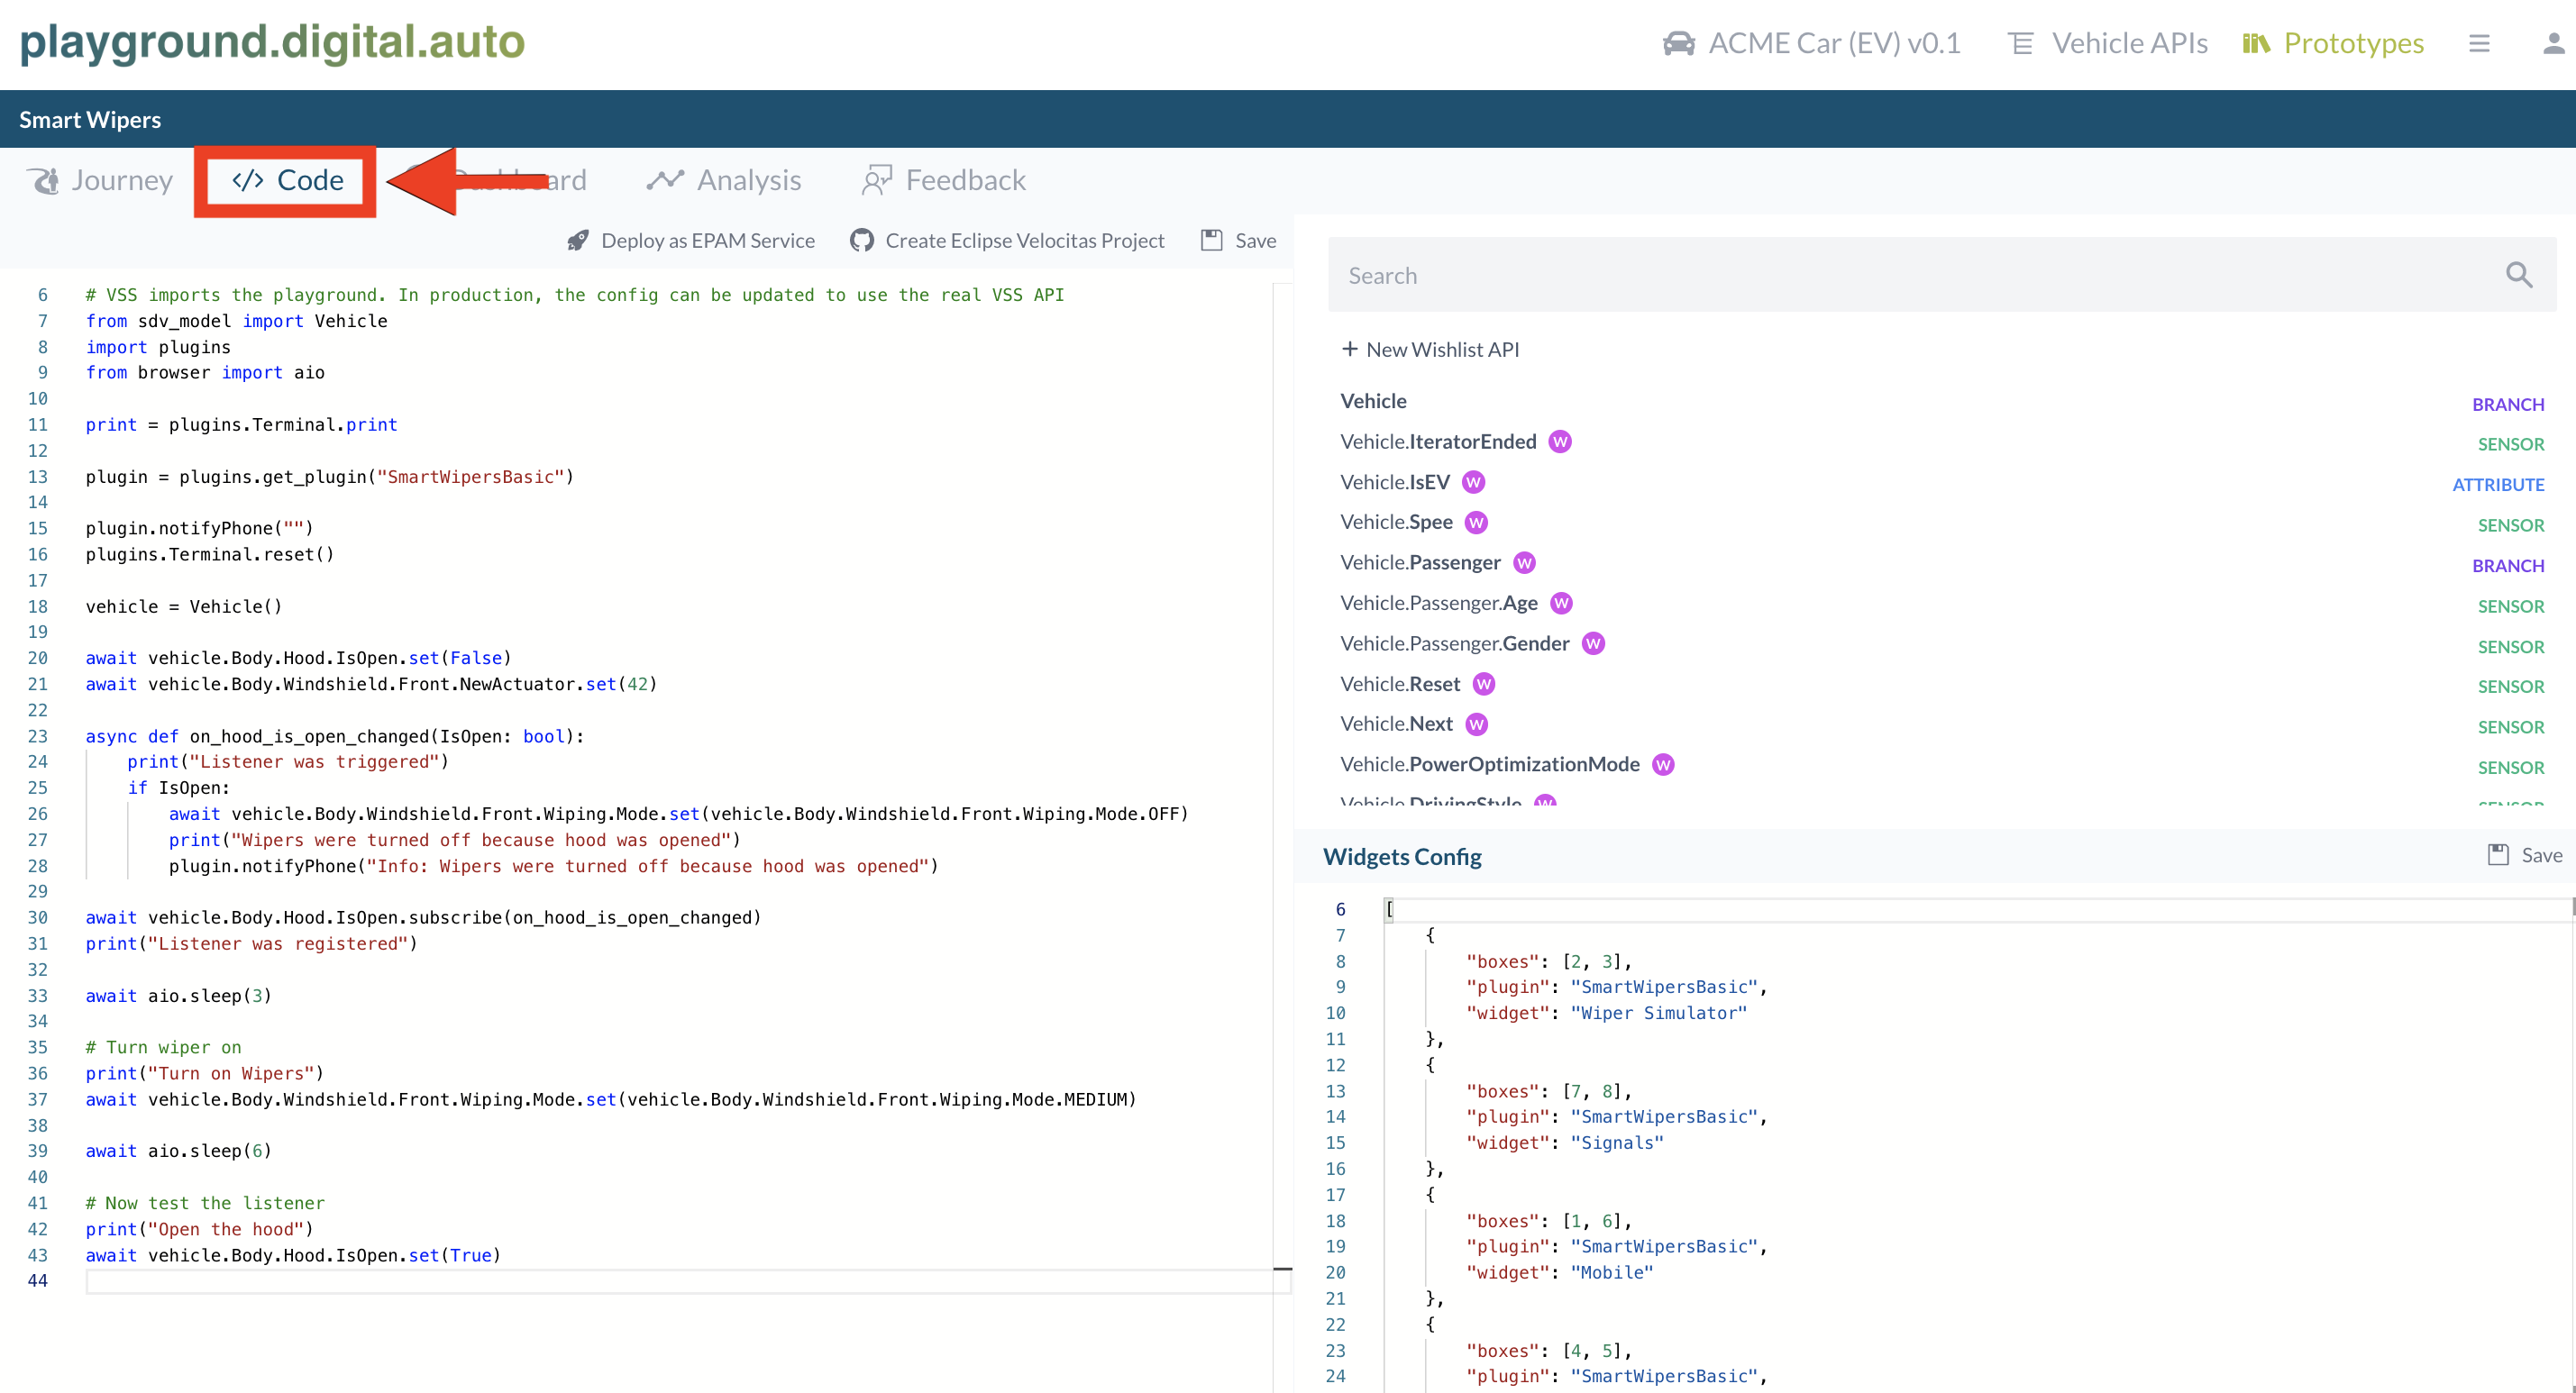 playground.digital.auto
ACME Car (EV) v0.1 Vehicle APIs Prototypes
Smart Wipers
Journey </> Code Analysis Feedback
Deploy as EPAM Service Create Eclipse Velocitas Project Save
6 # VSS imports the playground. In production, the config can be updated to use the real VSS API
7 from sdv_model import Vehicle
8 import plugins
9 from browser import aio
10
11 print = plugins.Terminal.print
12
13 plugin = plugins.get_plugin("SmartWipersBasic")
14
15 plugin.notifyPhone("")
16 plugins.Terminal.reset()
17
18 vehicle = Vehicle()
19
20 await vehicle.Body.Hood.IsOpen.set(False)
21 await vehicle.Body.Windshield.Front.NewActuator.set(42)
22
23 async def on_hood_is_open_changed(IsOpen: bool):
24 print("Listener was triggered")
25 if IsOpen:
26 await vehicle.Body.Windshield.Front.Wiping.Mode.set(vehicle.Body.Windshield.Front.Wiping.Mode.OFF)
27 print("Wipers were turned off because hood was opened")
28 plugin.notifyPhone("Info: Wipers were turned off because hood was opened")
29
30 await vehicle.Body.Hood.IsOpen.subscribe(on_hood_is_open_changed)
31 print("Listener was registered")
32
33 await aio.sleep(3)
34
35 # Turn wiper on
36 print("Turn on Wipers")
37 await vehicle.Body.Windshield.Front.Wiping.Mode.set(vehicle.Body.Windshield.Front.Wiping.Mode.MEDIUM)
38
39 await aio.sleep(6)
40
41 # Now test the listener
42 print("Open the hood")
43 await vehicle.Body.Hood.IsOpen.set(True)
44
Search
+ New Wishlist API
Vehicle BRANCH
Vehicle.IteratorEnded W SENSOR
Vehicle.IsEV W ATTRIBUTE
Vehicle.Spee W SENSOR
Vehicle.Passenger W BRANCH
Vehicle.Passenger.Age W SENSOR
Vehicle.Passenger.Gender W SENSOR
Vehicle.Reset W SENSOR
Vehicle.Next W SENSOR
Vehicle.PowerOptimizationMode W SENSOR
Vehicle.DrivingStyle W SENSOR
Widgets Config Save
6 [
7 {
8 "boxes": [2, 3],
9 "plugin": "SmartWipersBasic",
10 "widget": "Wiper Simulator"
11 },
12 {
13 "boxes": [7, 8],
14 "plugin": "SmartWipersBasic",
15 "widget": "Signals"
16 },
17 {
18 "boxes": [1, 6],
19 "plugin": "SmartWipersBasic",
20 "widget": "Mobile"
21 },
22 {
23 "boxes": [4, 5],
24 "plugin": "SmartWipersBasic",